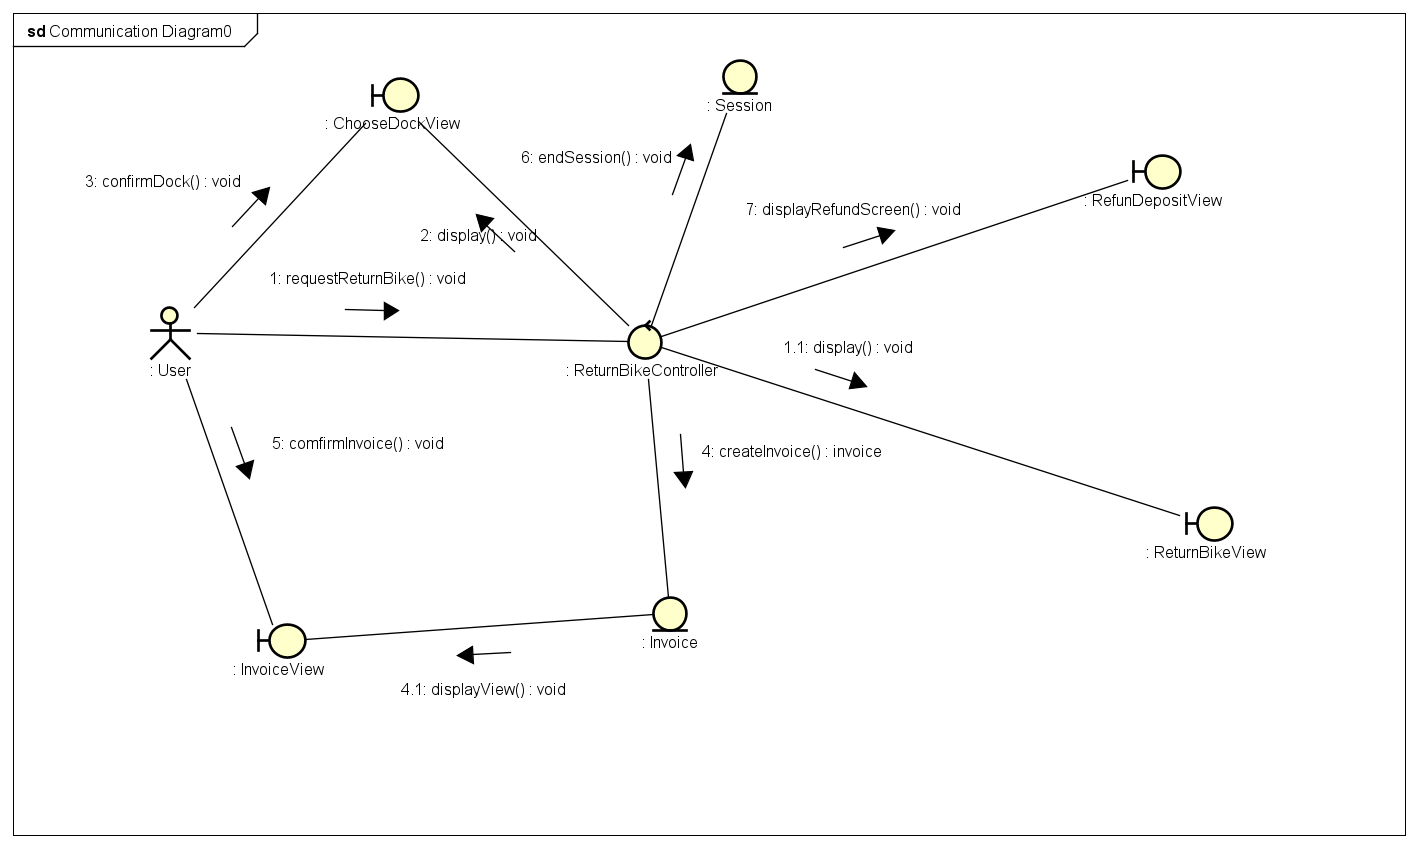 sd Communication Diagram0
: Session
: ChooseDockView
6: endSession() : void
3: confirmDock() : void
: RefunDepositView
7: displayRefundScreen() : void
2: display() : void
1: requestReturnBike() : void
1.1: display() : void
: User
: ReturnBikeController
5: comfirmInvoice() : void
4: createInvoice() : invoice
: ReturnBikeView
: Invoice
: InvoiceView
4.1: displayView() : void